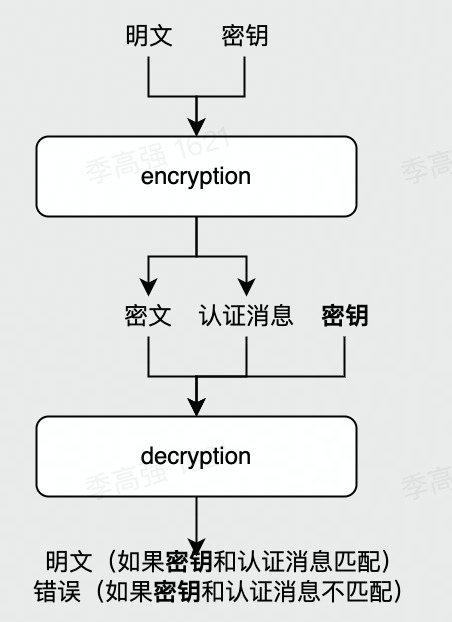 明文 密钥
季高强 1621
季高
encryption
密文 认证消息 密钥
decryption
季高强
季高
明文（如果密钥和认证消息匹配）
错误（如果密钥和认证消息不匹配）